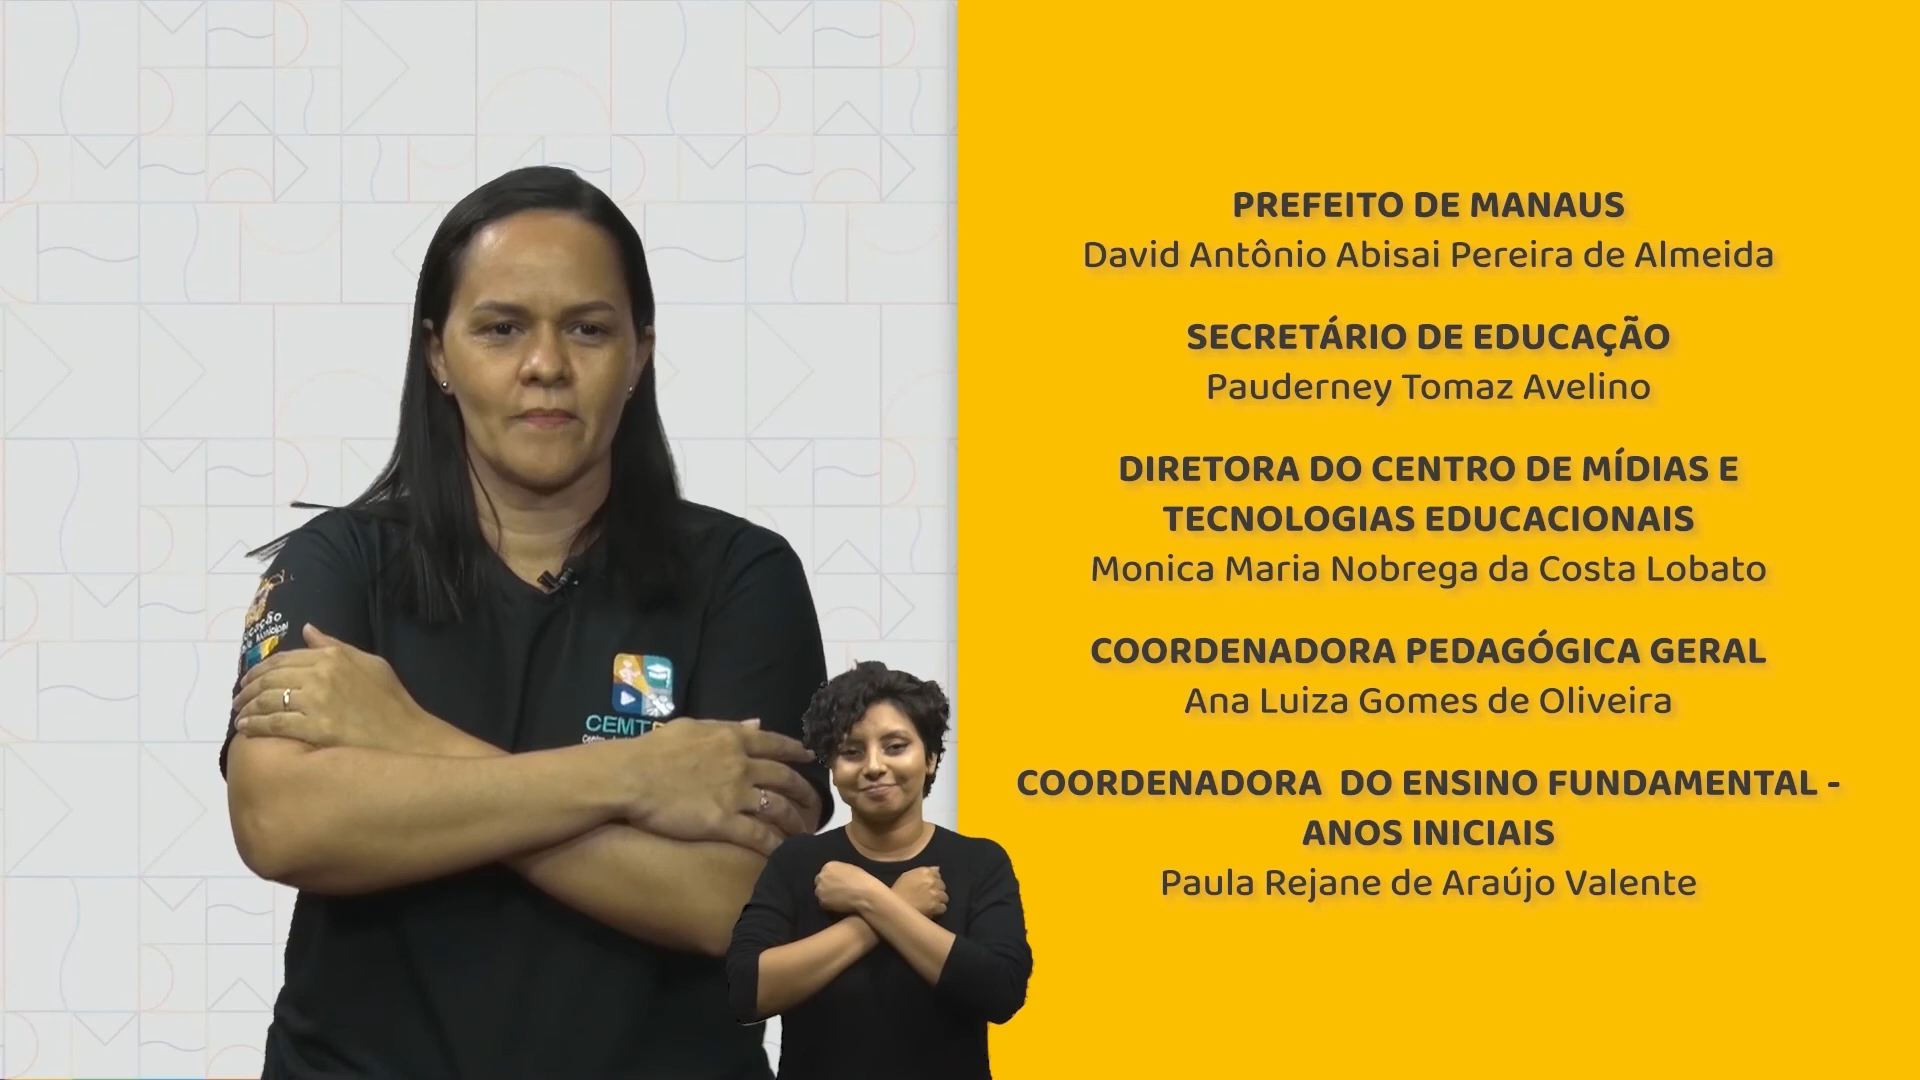 PREFEITO DE MANAUS
David Antônio Abisai Pereira de Almeida
SECRETÁRIO DE EDUCAÇÃO
Pauderney Tomaz Avelino
DIRETORA DO CENTRO DE MÍDIAS E
TECNOLOGIAS EDUCACIONAIS
Monica Maria Nobrega da Costa Lobato
COORDENADORA PEDAGÓGICA GERAL
Ana Luiza Gomes de Oliveira
COORDENADORA  DO ENSINO FUNDAMENTAL -
ANOS INICIAIS
Paula Rejane de Araújo Valente
CEMT